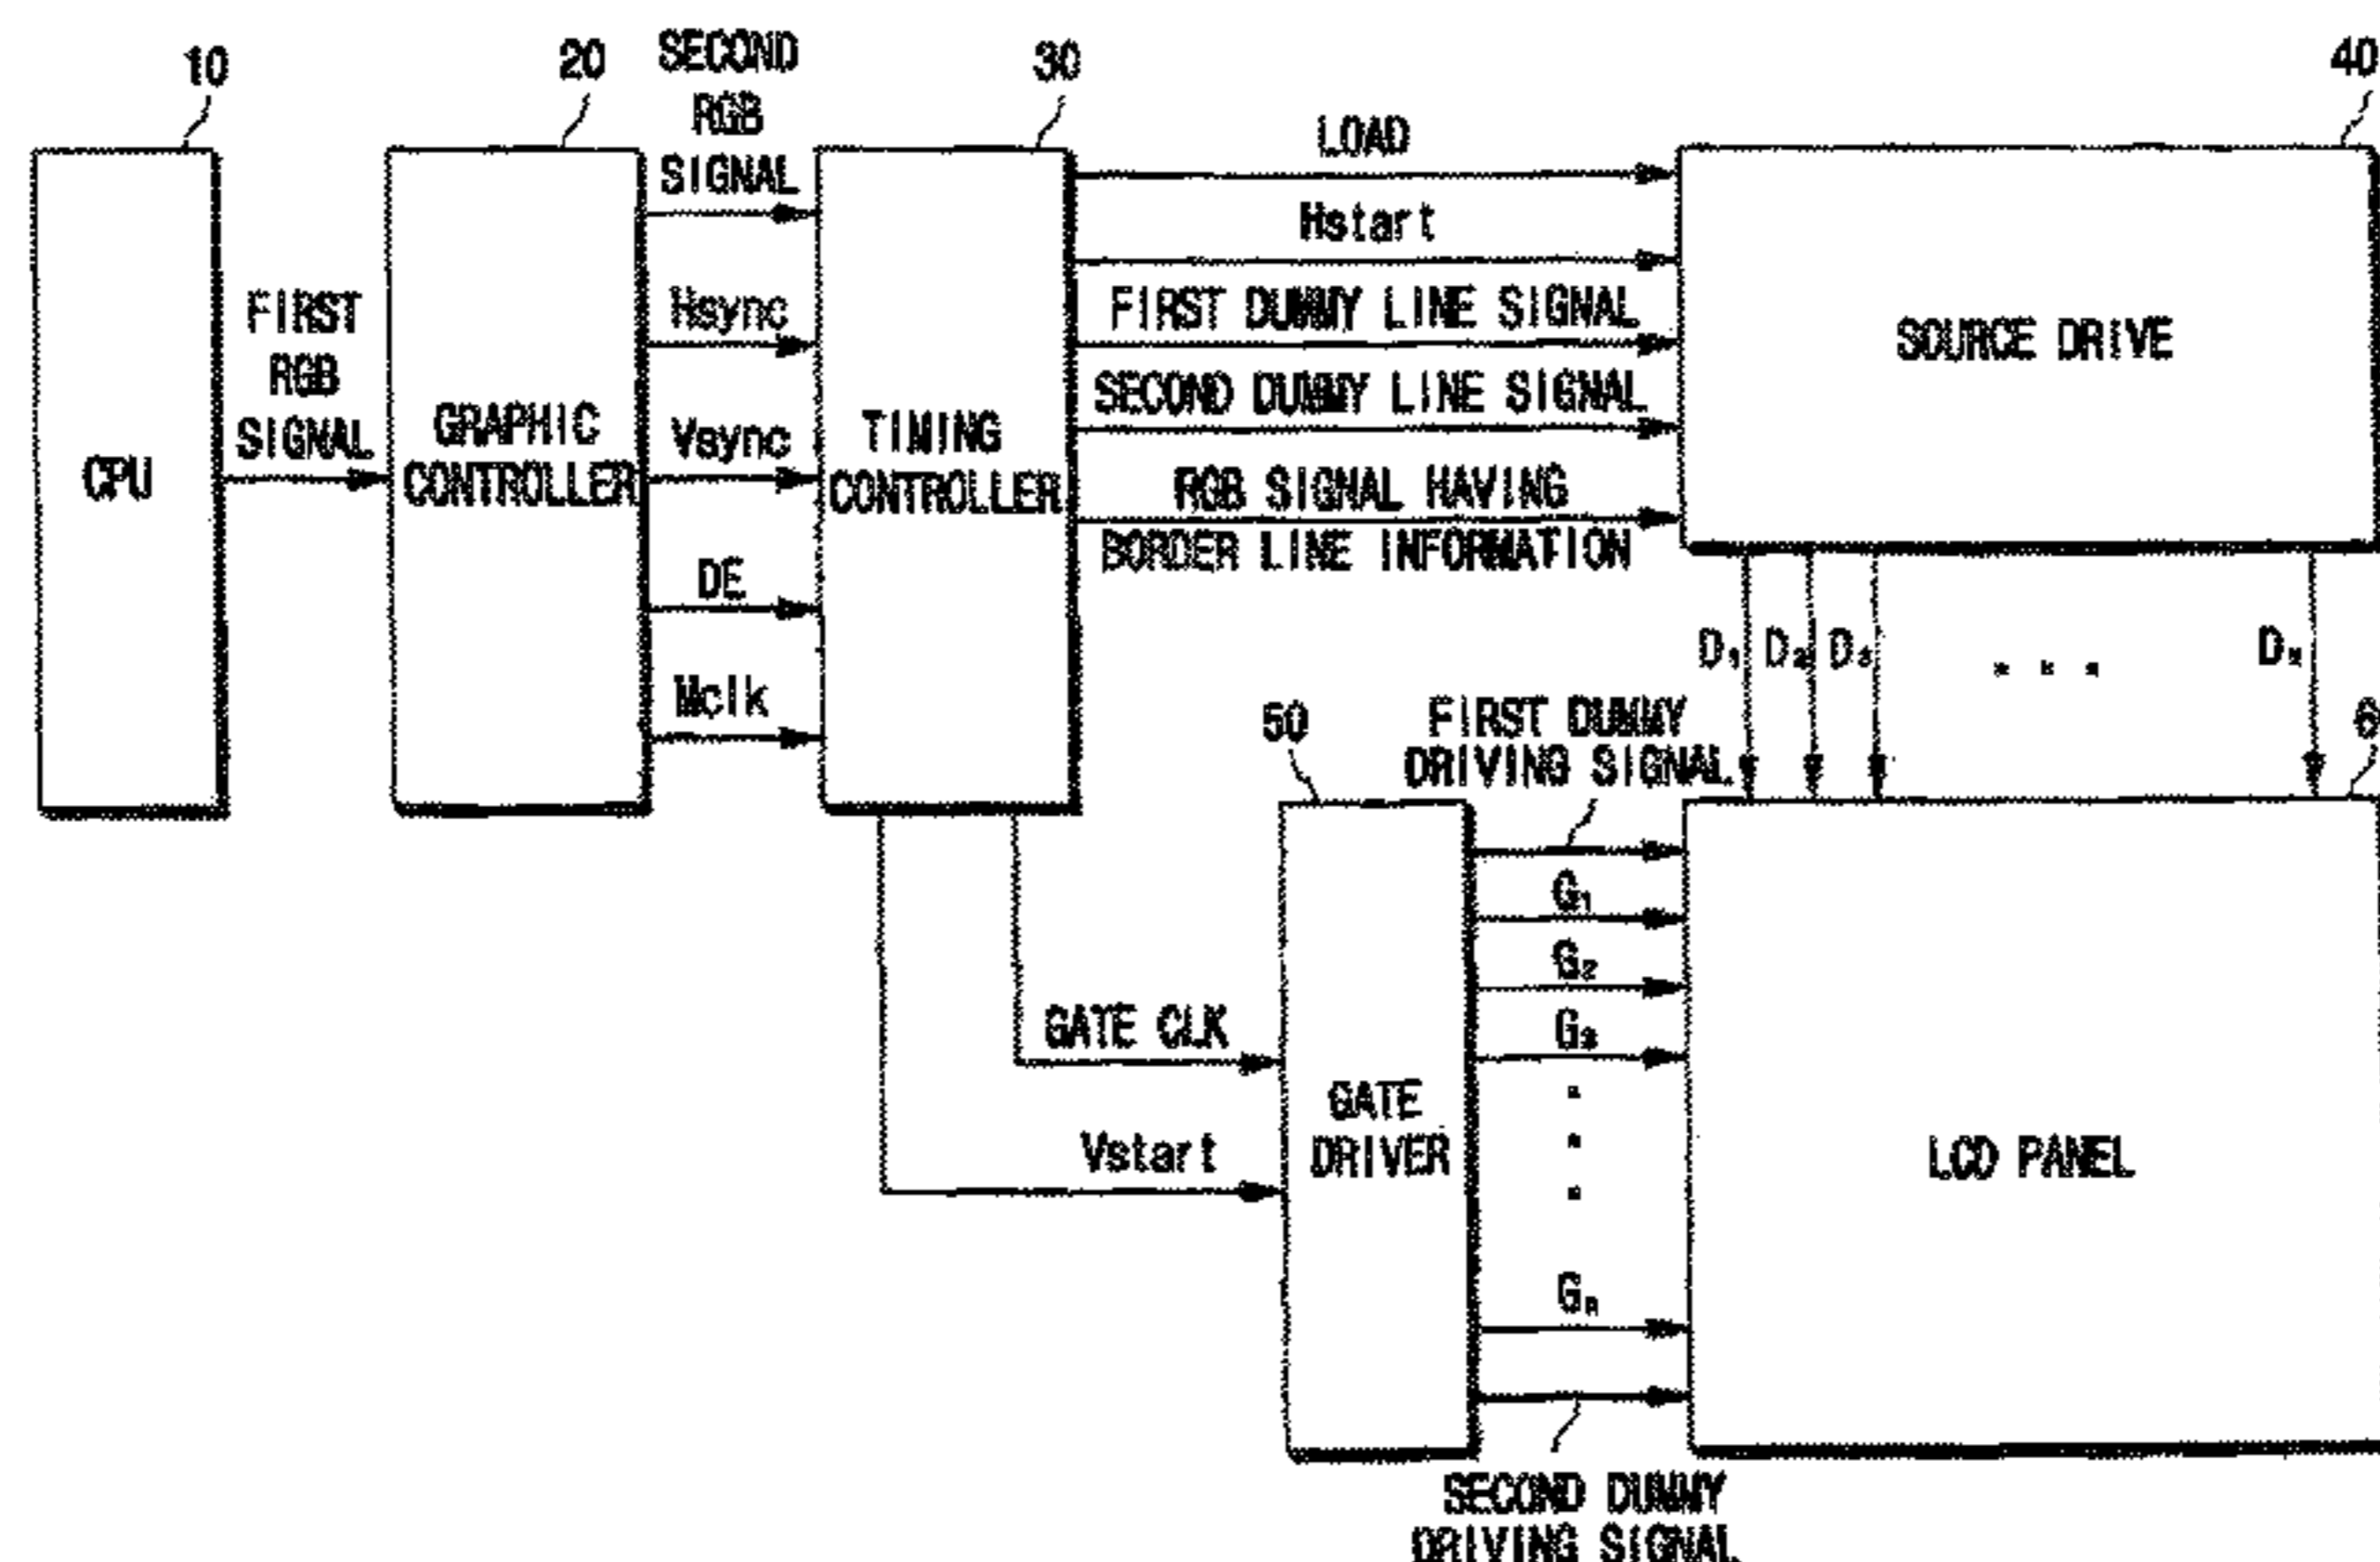 10
20
SECOND
RGB
SIGNAL
30
40
LOAD
Hstart
FIRST DUMMY LINE SIGNAL
SECOND DUMMY LINE SIGNAL
RGB SIGNAL HAVING
BORDER LINE INFORMATION
FIRST
RGB
SIGNAL
Hsync
Vsync
DE
Mclk
CPU
GRAPHIC
CONTROLLER
TIMING
CONTROLLER
SOURCE DRIVE
D₁ D₂ D₃ . . .
50
FIRST DUMMY
DRIVING SIGNAL
6
G₁
G₂
G₃
GATE CLK
Vstart
GATE
DRIVER
LCD PANEL
Gₙ
SECOND DUMMY
DRIVING SIGNAL